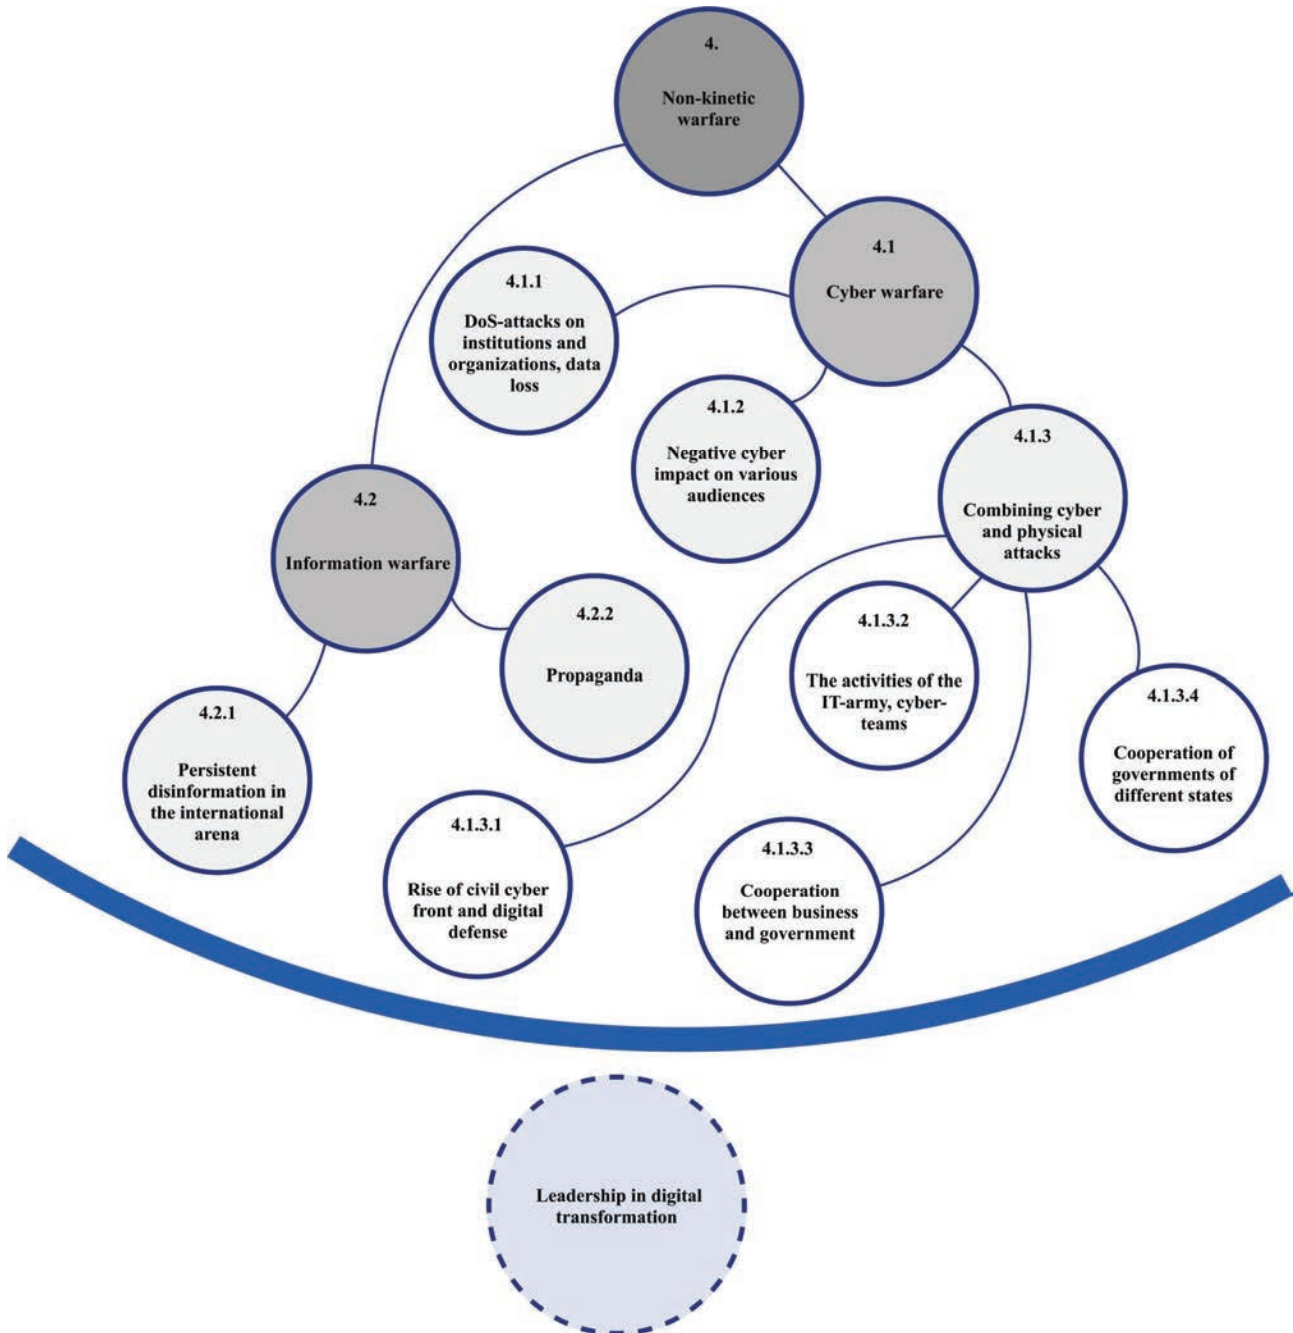 4.
Non-kinetic
warfare
4.1
Cyber warfare
4.1.1
DoS-attacks on
institutions and
organizations, data
loss
4.1.2
Negative cyber
impact on various
audiences
4.1.3
Combining cyber
and physical
attacks
4.2
Information warfare
4.2.2
Propaganda
4.1.3.2
The activities of the
IT-army, cyber-
teams
4.1.3.4
Cooperation of
governments of
different states
4.2.1
Persistent
disinformation in
the international
arena
4.1.3.1
Rise of civil cyber
front and digital
defense
4.1.3.3
Cooperation
between business
and government
Leadership in digital
transformation